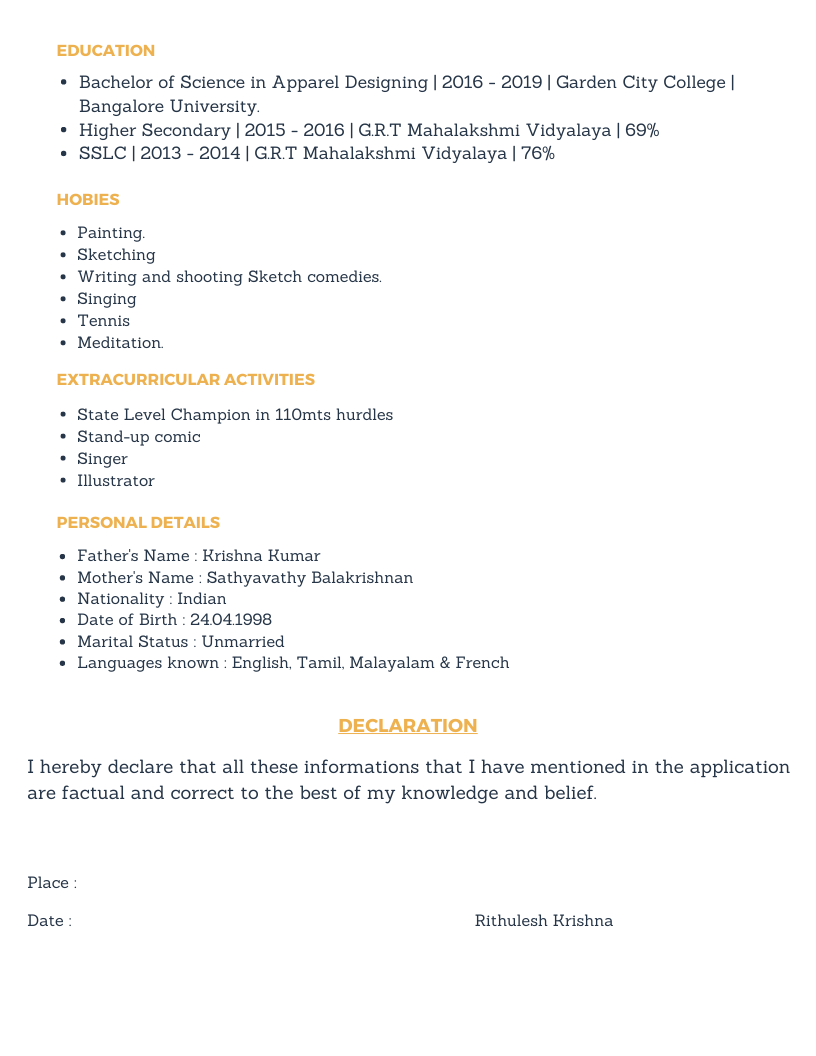 EDUCATION
• Bachelor of Science in Apparel Designing | 2016 - 2019 | Garden City College |
Bangalore University.
• Higher Secondary | 2015 - 2016 | G.R.T Mahalakshmi Vidyalaya | 69%
• SSLC | 2013 - 2014 | G.R.T Mahalakshmi Vidyalaya | 76%
HOBIES
• Painting.
• Sketching
• Writing and shooting Sketch comedies.
• Singing
• Tennis
• Meditation.
EXTRACURRICULAR ACTIVITIES
• State Level Champion in 110mts hurdles
• Stand-up comic
• Singer
• Illustrator
PERSONAL DETAILS
• Father's Name : Krishna Kumar
• Mother's Name : Sathyavathy Balakrishnan
• Nationality : Indian
• Date of Birth : 24.04.1998
• Marital Status : Unmarried
• Languages known : English, Tamil, Malayalam & French
DECLARATION
I hereby declare that all these informations that I have mentioned in the application
are factual and correct to the best of my knowledge and belief.
Place :
Date : Rithulesh Krishna